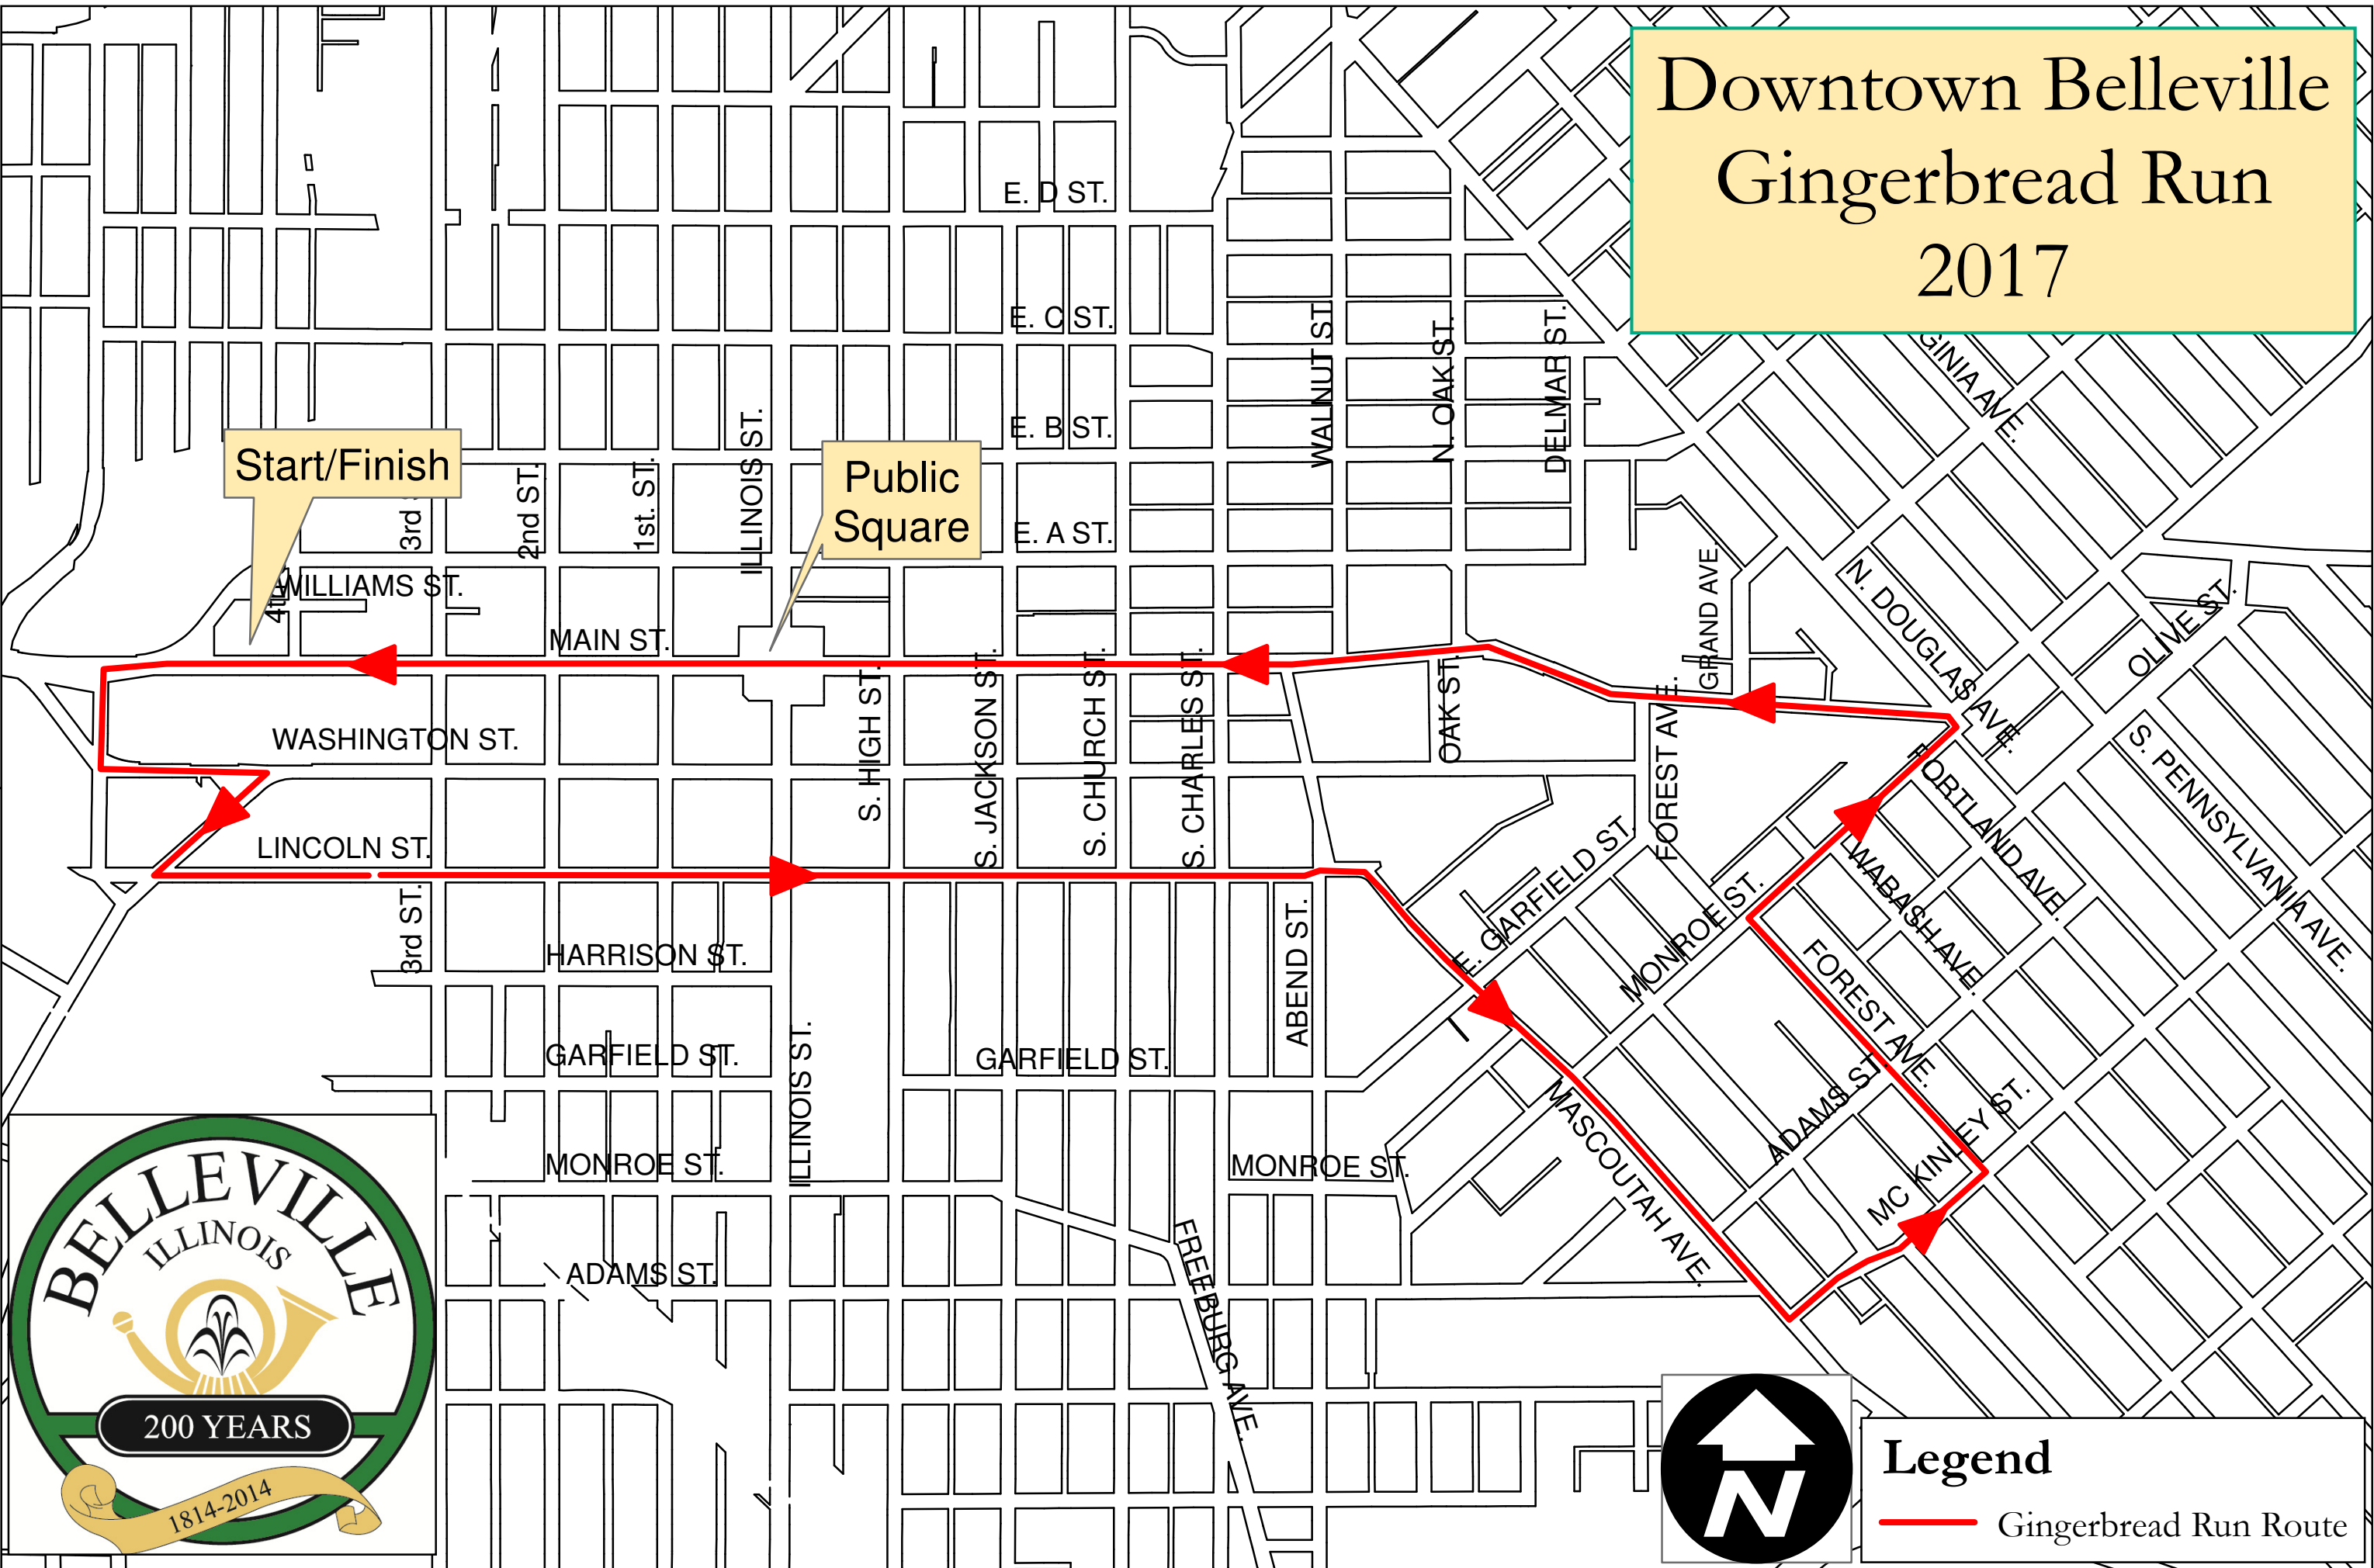 Downtown Belleville
Gingerbread Run
2017
E. D ST.
E. C ST.
E. B ST.
E. A ST.
WALNUT ST
N. OAK ST.
DELMAR ST.
GINIA AVE.
Start/Finish
Public
Square
3rd S
2nd ST.
1st. ST.
ILLINOIS ST.
WILLIAMS ST.
MAIN ST.
GRAND AVE.
N. DOUGLAS AVE.
OLIVE ST.
S. PENNSYLVANIA AVE.
WASHINGTON ST.
S. HIGH ST.
S. JACKSON ST.
S. CHURCH ST.
S. CHARLES ST.
OAK ST.
FOREST AVE.
PORTLAND AVE.
WABASH AVE.
LINCOLN ST.
3rd ST.
HARRISON ST.
ABEND ST.
E. GARFIELD ST.
MONROE ST.
FOREST AVE.
GARFIELD ST.
ILLINOIS ST.
GARFIELD ST.
MASCOUTAH AVE.
ADAMS ST.
MC KINLEY ST.
MONROE ST.
MONROE ST.
ADAMS ST.
FREEBURG AVE.
BELLEVILLE
ILLINOIS
200 YEARS
1814-2014
N
Legend
Gingerbread Run Route